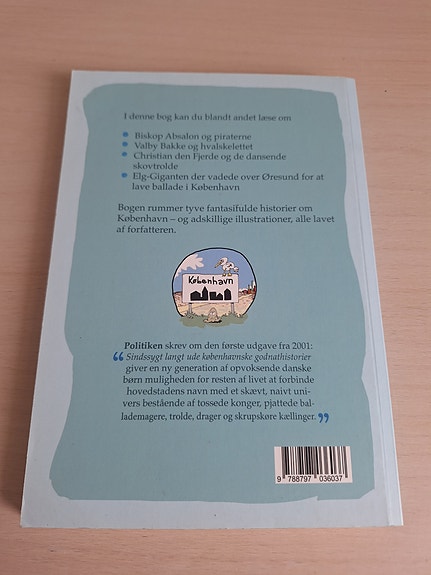 I denne bog kan du blandt andet læse om
• Biskop Absalon og piraterne
• Valby Bakke og hvalskelettet
• Christian den Fjerde og de dansende
skovtrolde
• Elg-Giganten der vadede over Øresund for at
lave ballade i København
Bogen rummer tyve fantasifulde historier om
København – og adskillige illustrationer, alle lavet
af forfatteren.
København
Politiken skrev om den første udgave fra 2001:
“Sindssygt langt ude københavnske godnathistorier
giver en ny generation af opvoksende danske
børn muligheden for resten af livet at forbinde
hovedstadens navn med et skævt, naivt uni-
vers bestående af tossede konger, pjattede bal-
lademagere, trolde, drager og skrupskøre kællinger.”
9 788797 036037